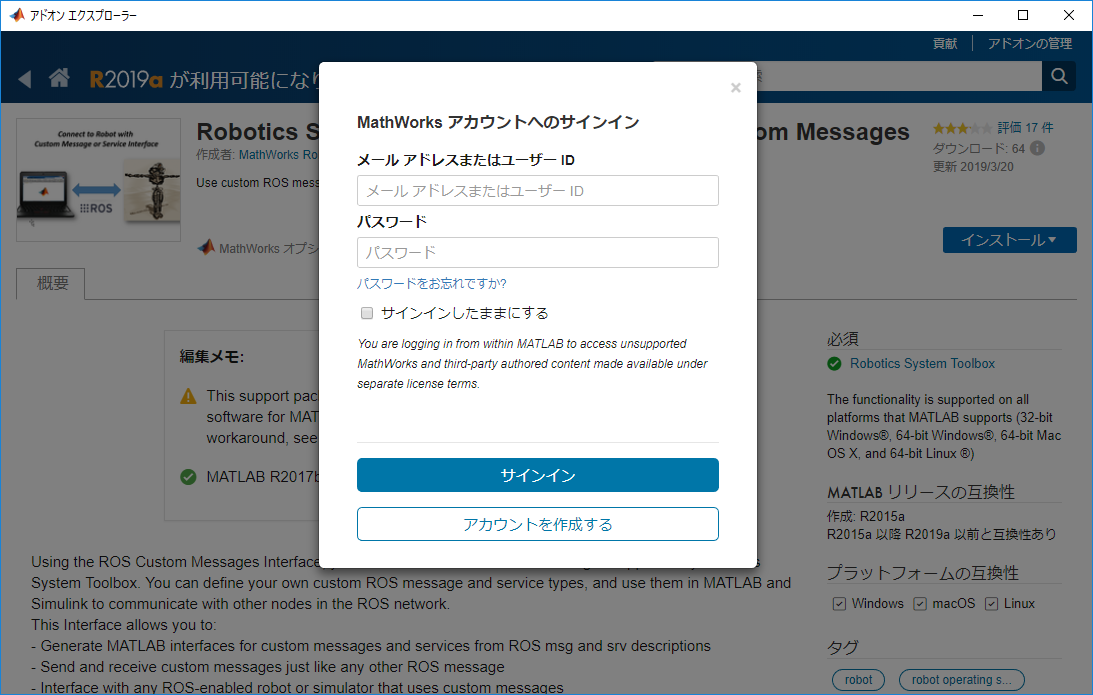 アドオン エクスプローラー
貢献 アドオンの管理
R2019a が利用可能にな
Connect to Robot with
Custom Message or Service Interface
ROS
Robotics S
om Messages
作成者: MathWorks Ro
Use custom ROS mess
MathWorks オプシ
評価 17 件
ダウンロード: 64
更新 2019/3/20
インストール
概要
MathWorks アカウントへのサインイン
メール アドレスまたはユーザー ID
メール アドレスまたはユーザー ID
パスワード
パスワード
パスワードをお忘れですか?
サインインしたままにする
You are logging in from within MATLAB to access unsupported
MathWorks and third-party authored content made available under
separate license terms.
サインイン
アカウントを作成する
編集メモ:
This support pac
software for MAT
workaround, see
MATLAB R2017b
Using the ROS Custom Messages Interface
System Toolbox. You can define your own custom ROS message and service types, and use them in MATLAB and
Simulink to communicate with other nodes in the ROS network.
This Interface allows you to:
- Generate MATLAB interfaces for custom messages and services from ROS msg and srv descriptions
- Send and receive custom messages just like any other ROS message
- Interface with any ROS-enabled robot or simulator that uses custom messages
必須
Robotics System Toolbox
The functionality is supported on all
platforms that MATLAB supports (32-bit
Windows®, 64-bit Windows®, 64-bit Mac
OS X, and 64-bit Linux ®)
MATLAB リリースの互換性
作成: R2015a
R2015a 以降 R2019a 以前と互換性あり
プラットフォームの互換性
Windows macOS Linux
タグ
robot robot operating s...